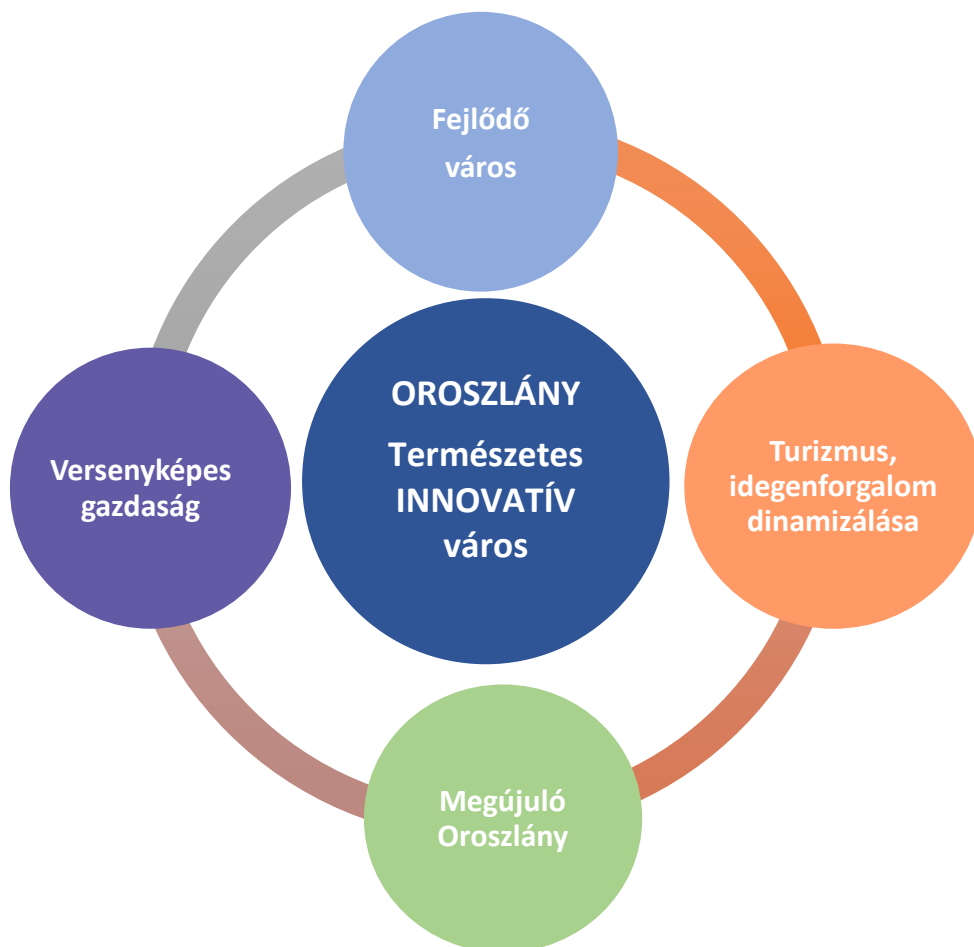 Fejlődő
város
OROSZLÁNY
Természetes
INNOVATÍV
város
Versenyképes
gazdaság
Turizmus,
idegenforgalom
dinamizálása
Megújuló
Oroszlány